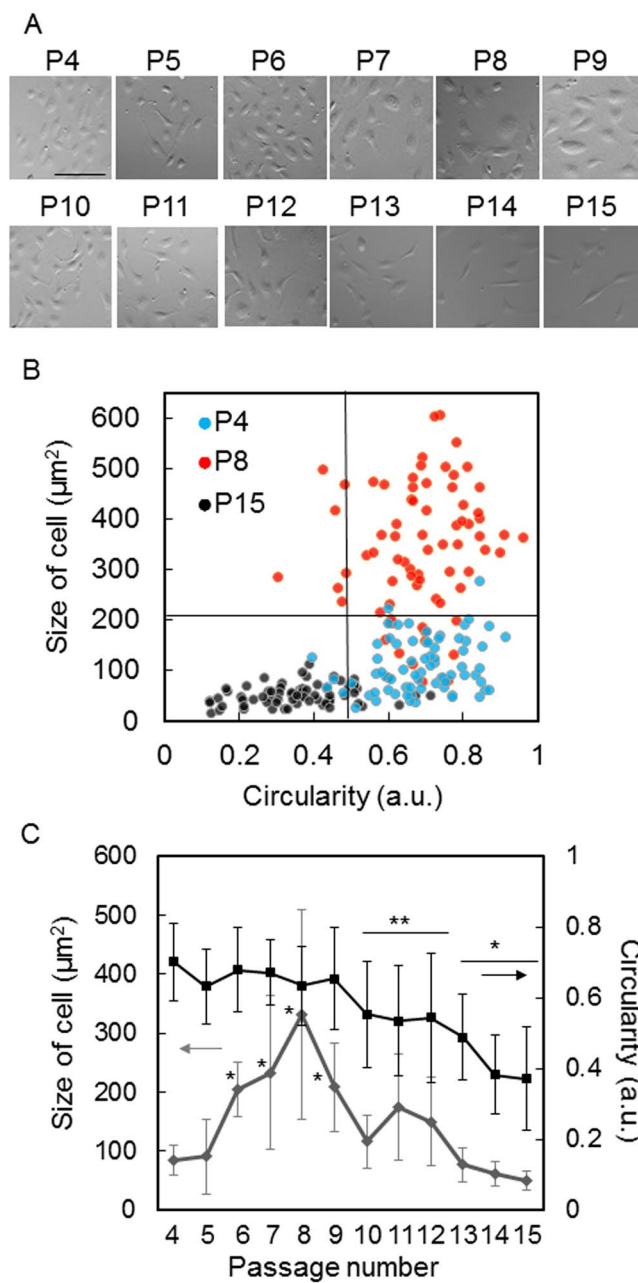 A
P4 P5 P6 P7 P8 P9
P10 P11 P12 P13 P14 P15
B
Size of cell (µm²)
600
500
400
300
200
100
0
P4
P8
P15
0 0.2 0.4 0.6 0.8 1
Circularity (a.u.)
C
Size of cell (µm²)
600
500
400
300
200
100
0
* * * * ** *
1
0.8
0.6
0.4
0.2
0
Circularity (a.u.)
4 5 6 7 8 9 10 11 12 13 14 15
Passage number